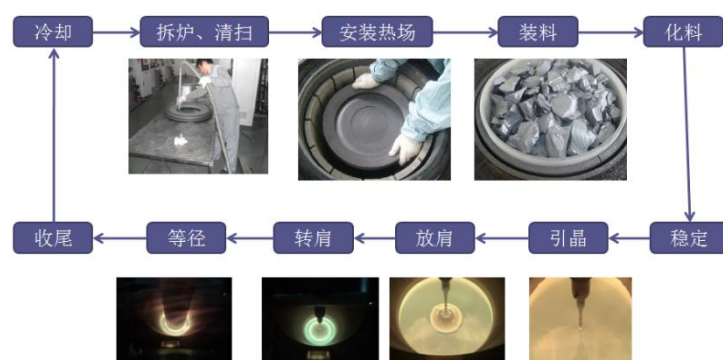 冷却
拆炉、清扫
安装热场
装料
化料
收尾
等径
转肩
放肩
引晶
稳定